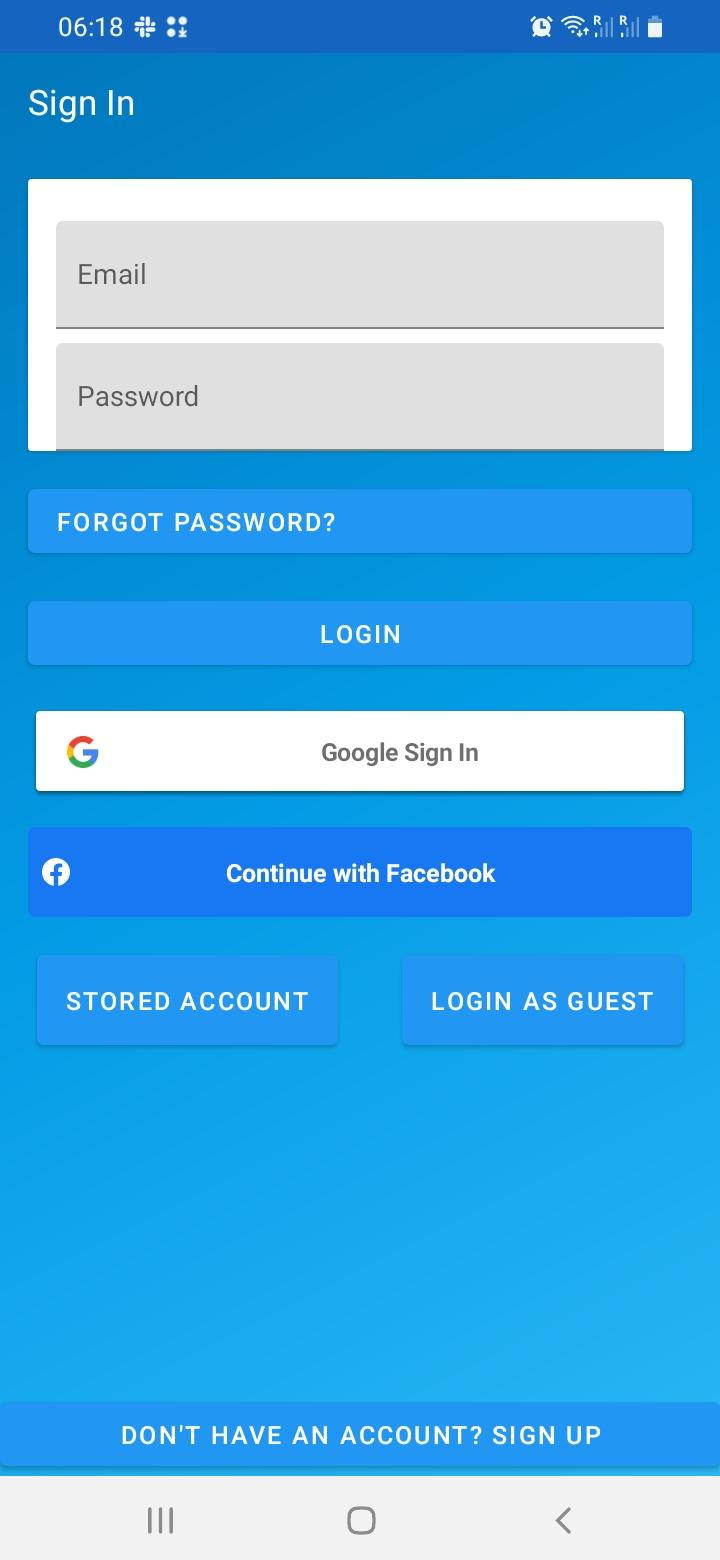 06:18
R R
Sign In
Email
Password
FORGOT PASSWORD?
LOGIN
Google Sign In
Continue with Facebook
STORED ACCOUNT
LOGIN AS GUEST
DON'T HAVE AN ACCOUNT? SIGN UP